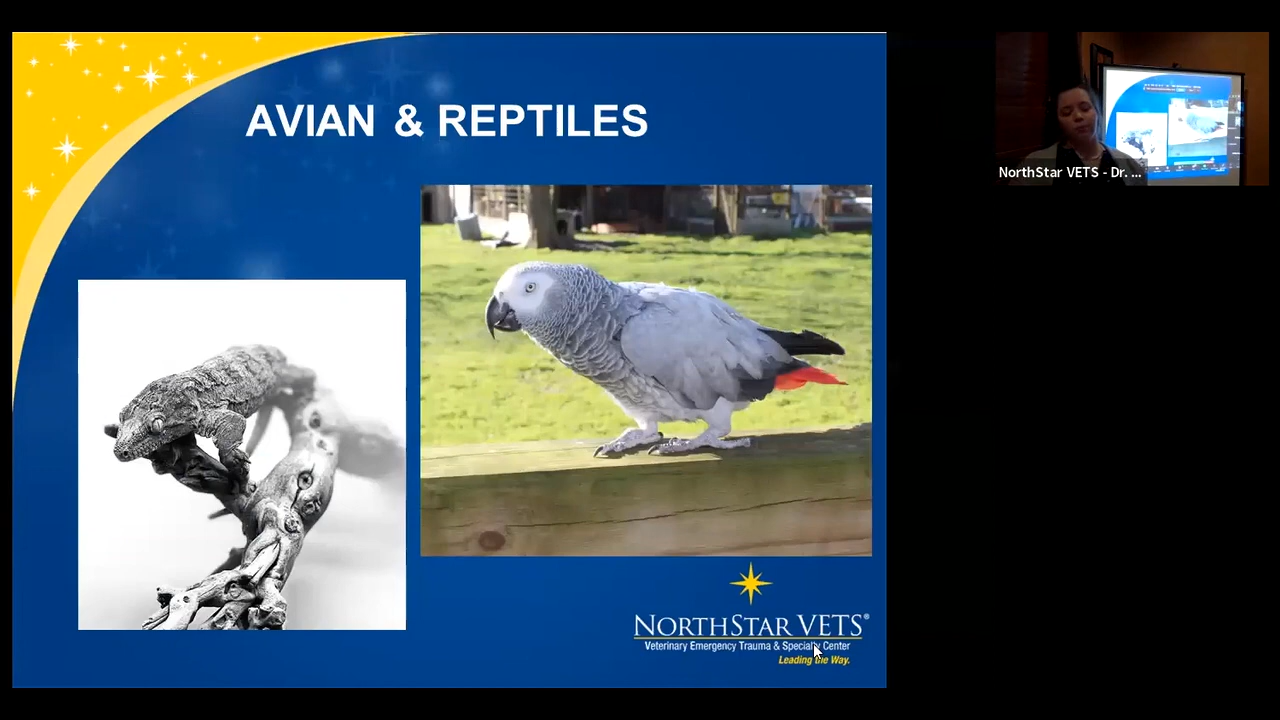 AVIAN & REPTILES
NORTHSTAR VETS®
Veterinary Emergency Trauma & Specialty Center
Leading the Way.
NorthStar VETS - Dr. ...